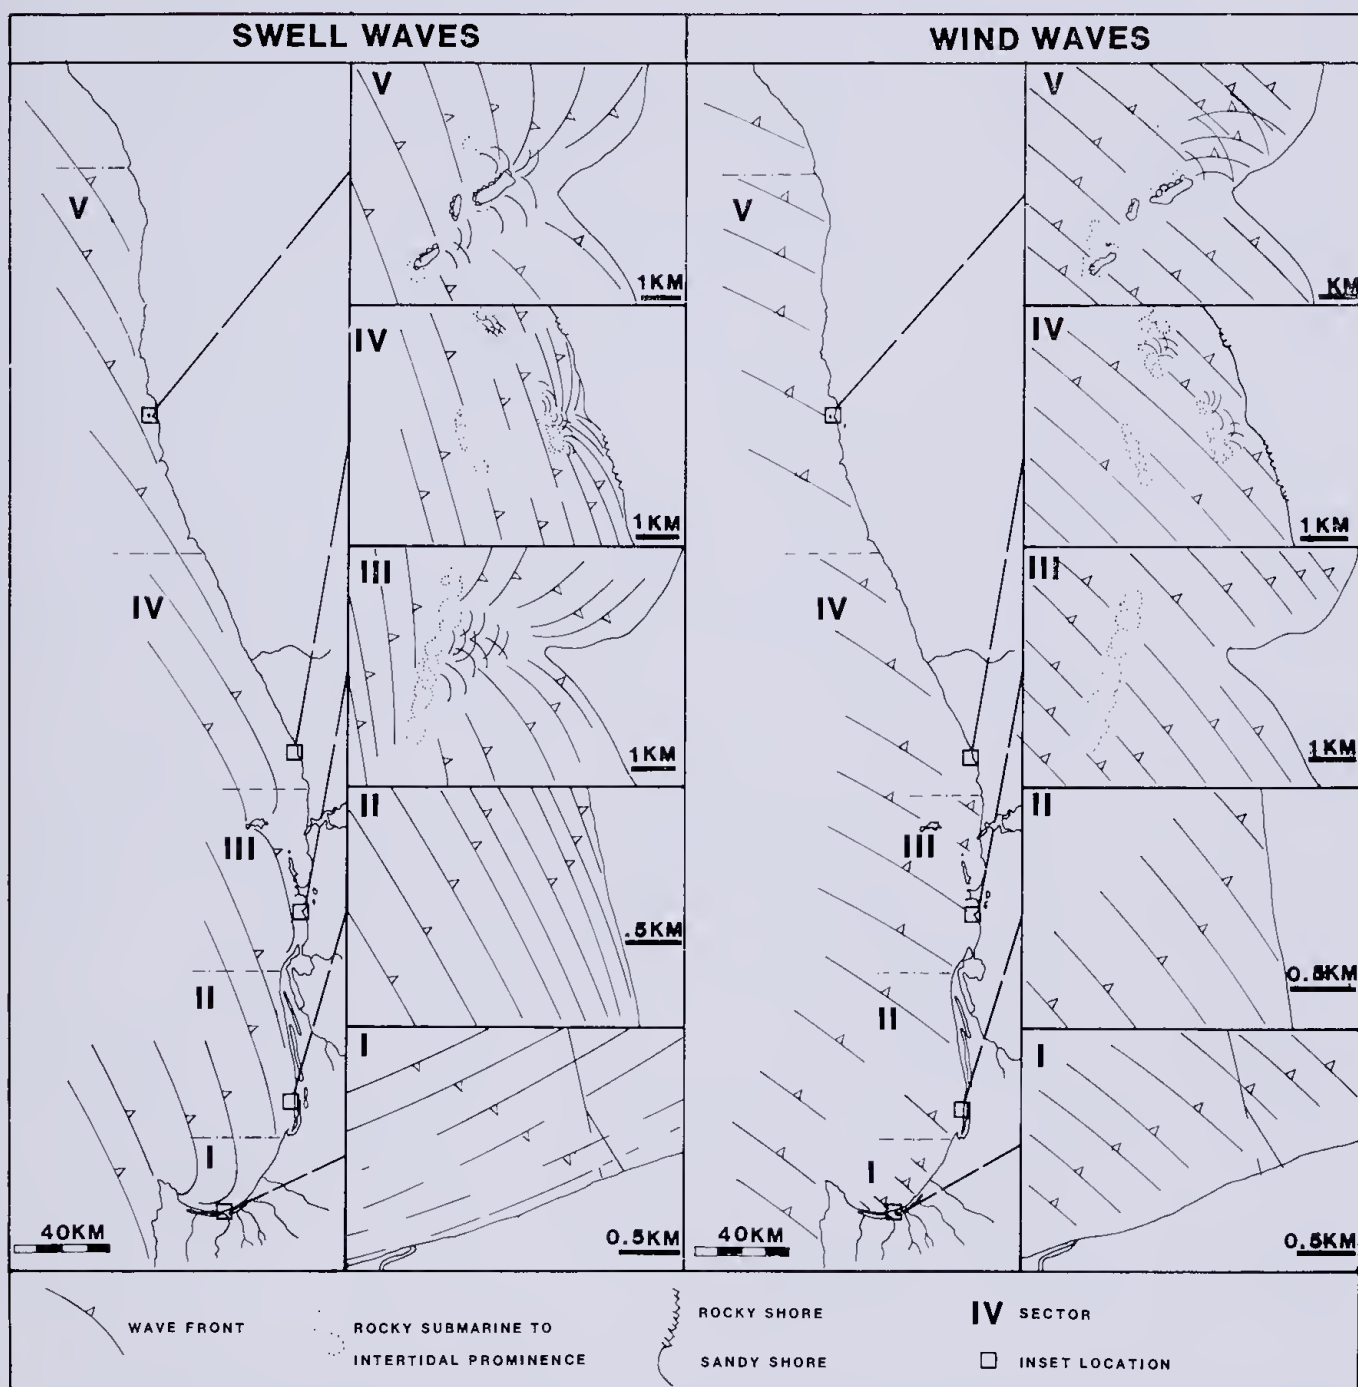 SWELL WAVES
WIND WAVES
V
IV
III
II
I
40KM
V
1KM
IV
1KM
III
1KM
II
.5KM
I
0.5KM
V
IV
III
II
I
40KM
V
KM
IV
1KM
III
1KM
II
0.5KM
I
0.5KM
WAVE FRONT
ROCKY SUBMARINE TO
INTERTIDAL PROMINENCE
ROCKY SHORE
SANDY SHORE
IV SECTOR
INSET LOCATION